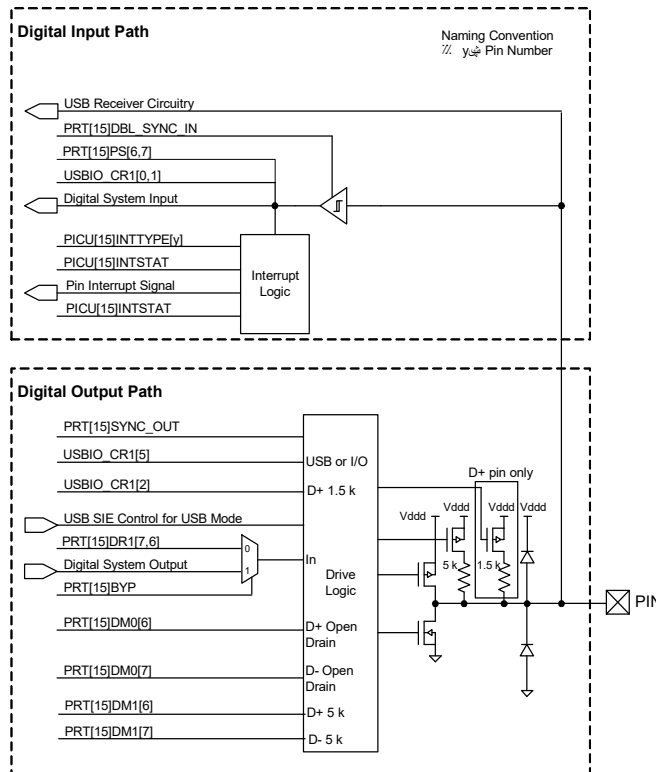 Digital Input Path
Naming Convention
y Pin Number
USB Receiver Circuitry
PRT[15]DBL_SYNC_IN
PRT[15]PS[6,7]
USBIO_CR1[0,1]
Digital System Input
PICU[15]INTTYPE[y]
PICU[15]INTSTAT
Pin Interrupt Signal
PICU[15]INTSTAT
Interrupt
Logic
Digital Output Path
PRT[15]SYNC_OUT
USBIO_CR1[5]
USBIO_CR1[2]
USB SIE Control for USB Mode
PRT[15]DR1[7,6]
Digital System Output
PRT[15]BYP
0
1
PRT[15]DM0[6]
PRT[15]DM0[7]
PRT[15]DM1[6]
PRT[15]DM1[7]
USB or I/O
D+ 1.5 k
In
Drive
Logic
D+ Open
Drain
D- Open
Drain
D+ 5 k
D- 5 k
D+ pin only
Vddd
Vddd
Vddd
Vddd
5 k
1.5 k
PIN